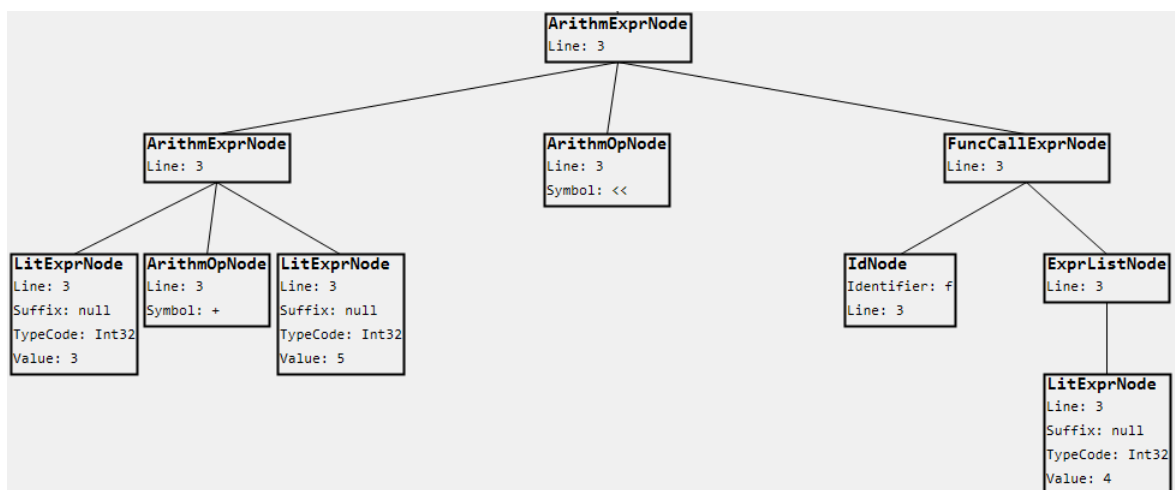 ArithmExprNode
Line: 3
ArithmExprNode
Line: 3
ArithmOpNode
Line: 3
Symbol: <<
FuncCallExprNode
Line: 3
LitExprNode
Line: 3
Suffix: null
TypeCode: Int32
Value: 3
ArithmOpNode
Line: 3
Symbol: +
LitExprNode
Line: 3
Suffix: null
TypeCode: Int32
Value: 5
IdNode
Identifier: f
Line: 3
ExprListNode
Line: 3
LitExprNode
Line: 3
Suffix: null
TypeCode: Int32
Value: 4